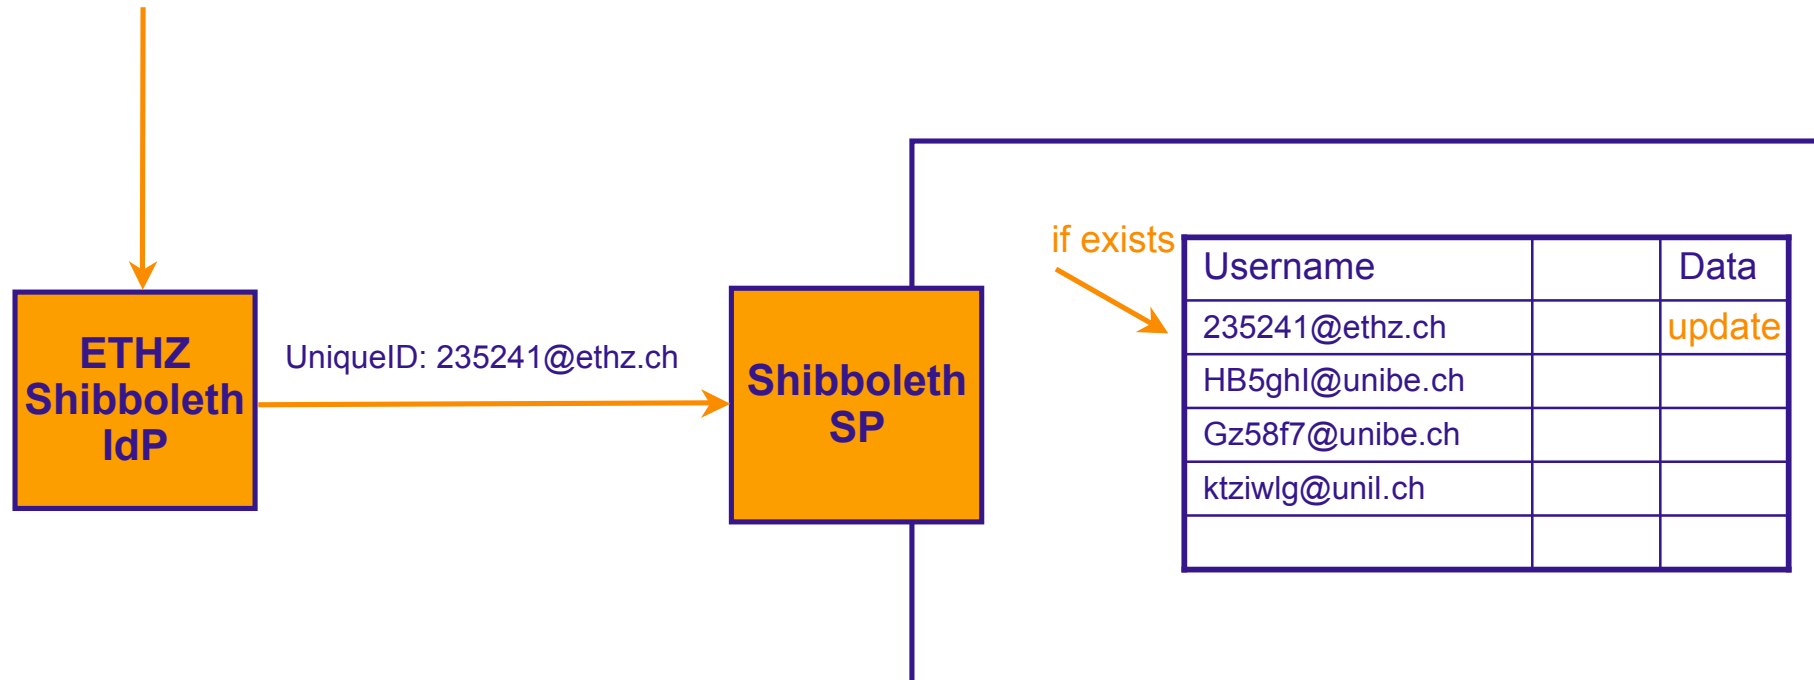 ETHZ
Shibboleth
IdP
UniqueID: 235241@ethz.ch
Shibboleth
SP
if exists
Username Data
235241@ethz.ch update
HB5ghI@unibe.ch
Gz58f7@unibe.ch
ktziwlg@unil.ch